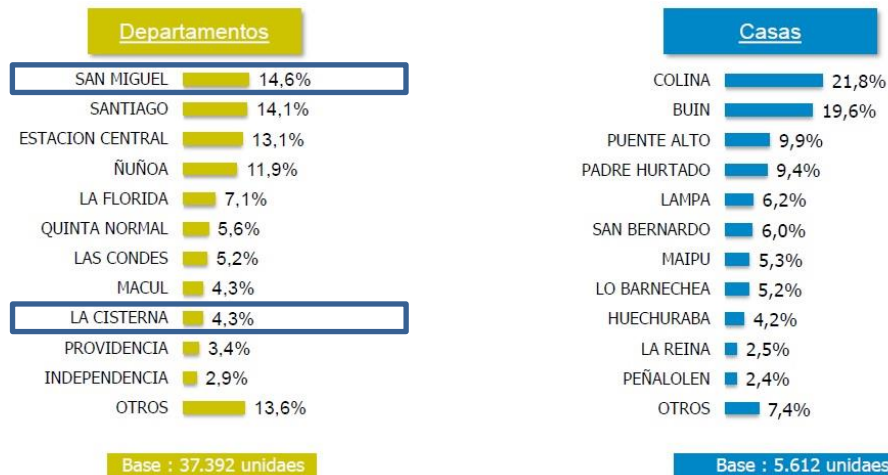 Departamentos
SAN MIGUEL 14,6%
SANTIAGO 14,1%
ESTACION CENTRAL 13,1%
ÑUÑOA 11,9%
LA FLORIDA 7,1%
QUINTA NORMAL 5,6%
LAS CONDES 5,2%
MACUL 4,3%
LA CISTERNA 4,3%
PROVIDENCIA 3,4%
INDEPENDENCIA 2,9%
OTROS 13,6%
Base : 37.392 unidaes
Casas
COLINA 21,8%
BUIN 19,6%
PUENTE ALTO 9,9%
PADRE HURTADO 9,4%
LAMPA 6,2%
SAN BERNARDO 6,0%
MAIPU 5,3%
LO BARNECHEA 5,2%
HUECHURABA 4,2%
LA REINA 2,5%
PEÑALOLEN 2,4%
OTROS 7,4%
Base : 5.612 unidaes